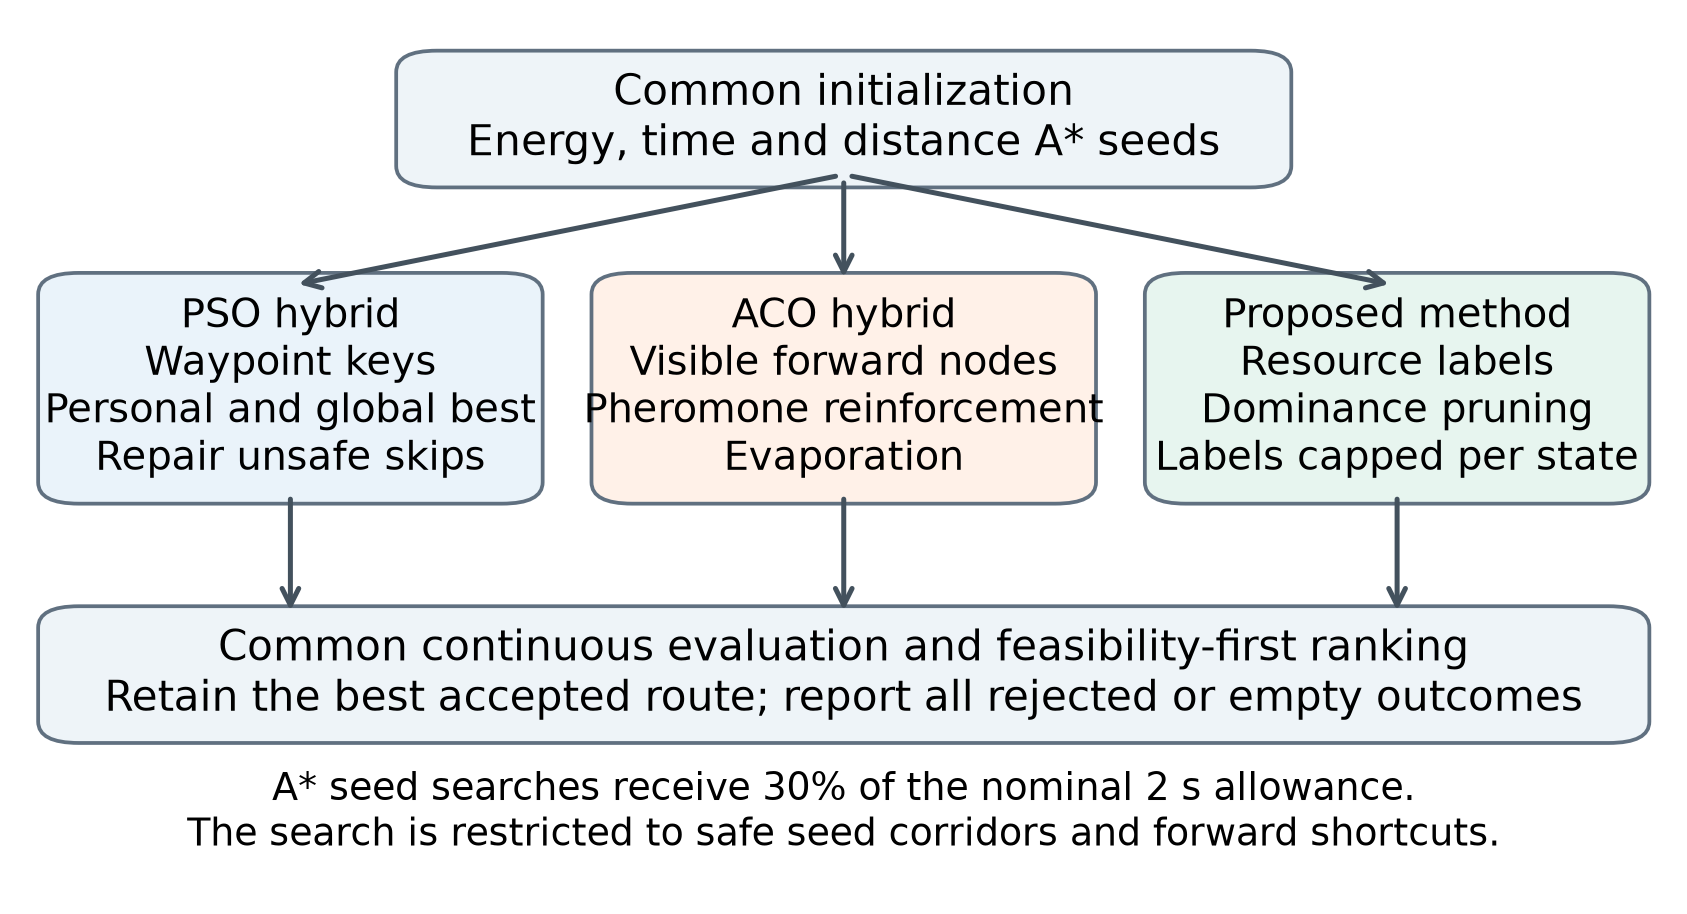 Common initialization
Energy, time and distance A* seeds
PSO hybrid
Waypoint keys
Personal and global best
Repair unsafe skips
ACO hybrid
Visible forward nodes
Pheromone reinforcement
Evaporation
Proposed method
Resource labels
Dominance pruning
Labels capped per state
Common continuous evaluation and feasibility-first ranking
Retain the best accepted route; report all rejected or empty outcomes
A* seed searches receive 30% of the nominal 2 s allowance.
The search is restricted to safe seed corridors and forward shortcuts.